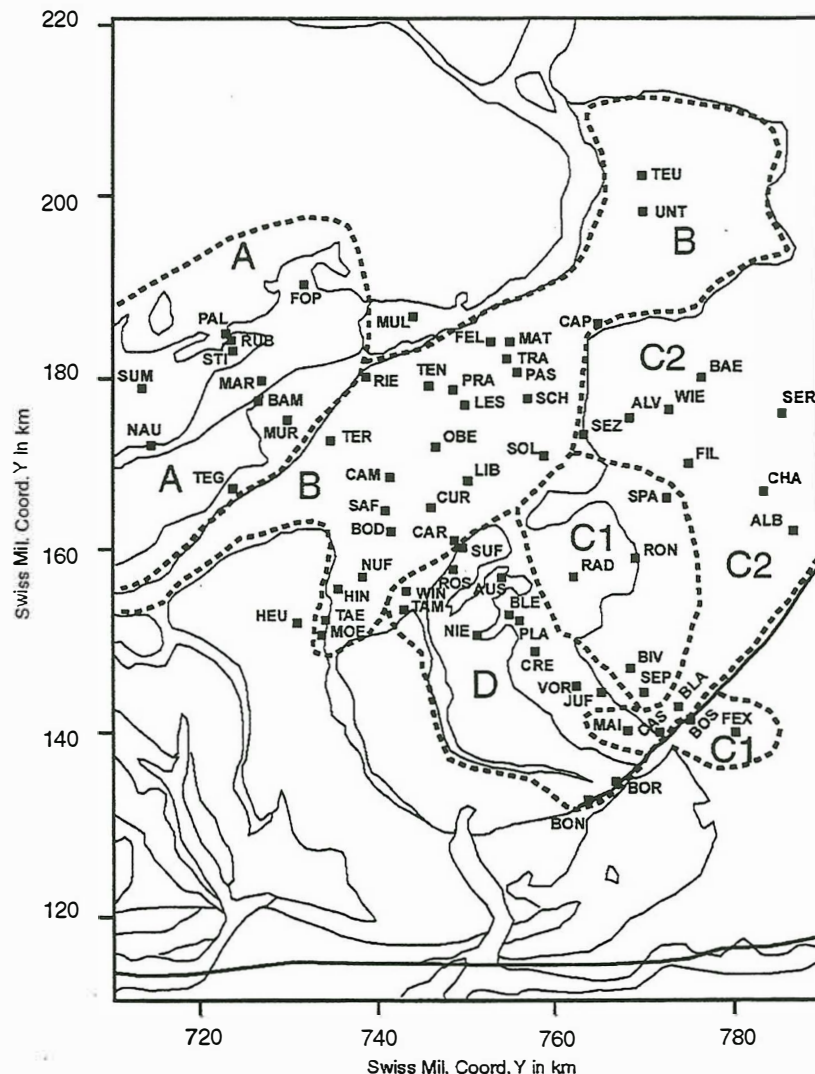 220
200
180
160
140
120
Swiss Mil. Coord. Y in km
720
740
760
780
Swiss Mil. Coord. Y in km
TEU
UNT
B
A
FOP
MUL
CAP
PAL
RUB
STI
FEL
MAT
TRA
PAS
C2
BAE
SUM
MAR
BAM
MUR
RIE
TEN
PRA
LES
SCH
ALV
WIE
SER
SEZ
NAU
TER
OBE
SOL
FIL
A
TEG
B
CAM
LIB
SPA
CHA
SAF
CUR
ALB
BOD
CAR
SUF
C1
RON
C2
NUF
ROS
AUS
RAD
HIN
WIN
TAM
BLE
HEU
TAE
MOE
NIE
PLA
CRE
BIV
D
VOR
JUF
SEP
BLA
MAI
CAS
BOS
FEX
C1
BOR
BON